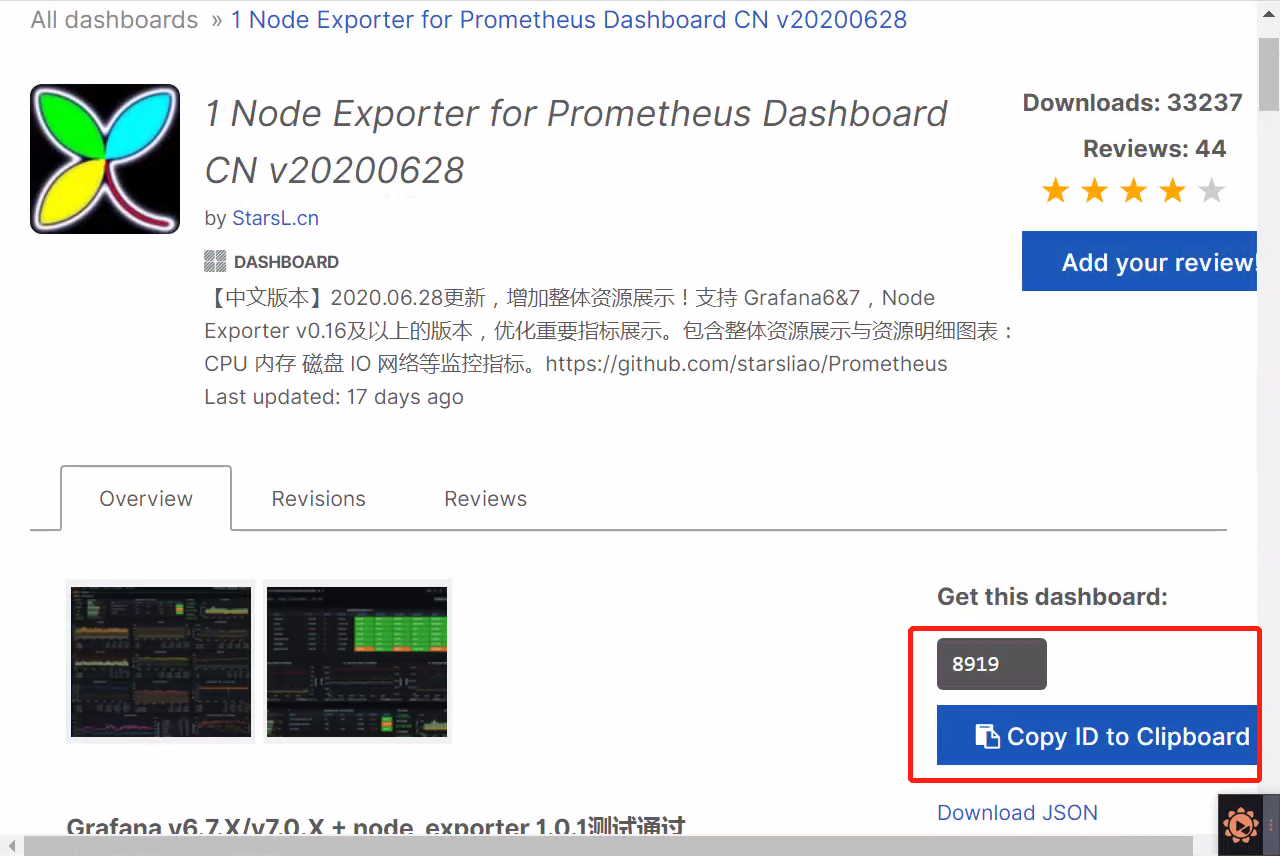 All dashboards » 1 Node Exporter for Prometheus Dashboard CN v20200628
1 Node Exporter for Prometheus Dashboard
CN v20200628
by StarsL.cn
DASHBOARD
【中文版本】2020.06.28更新，增加整体资源展示！支持 Grafana6&7，Node
Exporter v0.16及以上的版本，优化重要指标展示。包含整体资源展示与资源明细图表：
CPU 内存 磁盘 IO 网络等监控指标。https://github.com/starsliao/Prometheus
Last updated: 17 days ago
Downloads: 33237
Reviews: 44
Add your review!
Overview
Revisions
Reviews
Get this dashboard:
8919
Copy ID to Clipboard
Download JSON
Grafana v6.7.X/v7.0.X + node_exporter 1.0.1测试通过